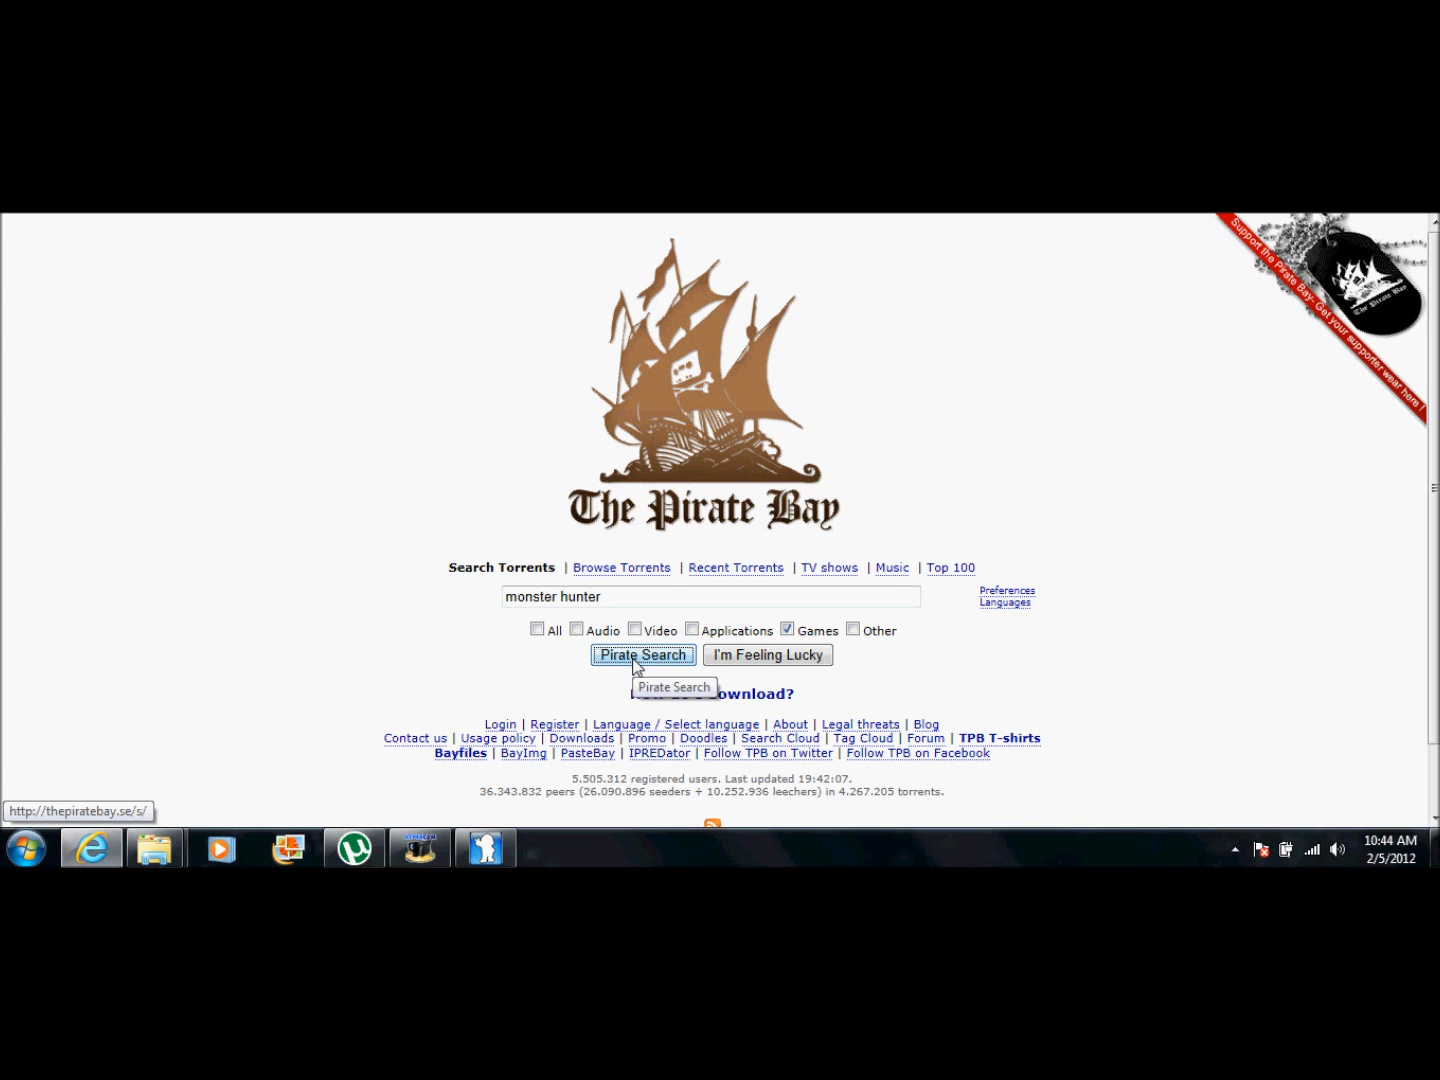 Support the Pirate Bay- Get your supporter wear here !
The Pirate Bay
The Pirate Bay
Search Torrents | Browse Torrents | Recent Torrents | TV shows | Music | Top 100
monster hunter
Preferences
Languages
All Audio Video Applications Games Other
Pirate Search I'm Feeling Lucky
Pirate Search
ownload?
Login | Register | Language / Select language | About | Legal threats | Blog
Contact us | Usage policy | Downloads | Promo | Doodles | Search Cloud | Tag Cloud | Forum | TPB T-shirts
Bayfiles | BayImg | PasteBay | IPREDator | Follow TPB on Twitter | Follow TPB on Facebook
5.505.312 registered users. Last updated 19:42:07.
36.343.832 peers (26.090.896 seeders + 10.252.936 leechers) in 4.267.205 torrents.
http://thepiratebay.se/s/
10:44 AM
2/5/2012